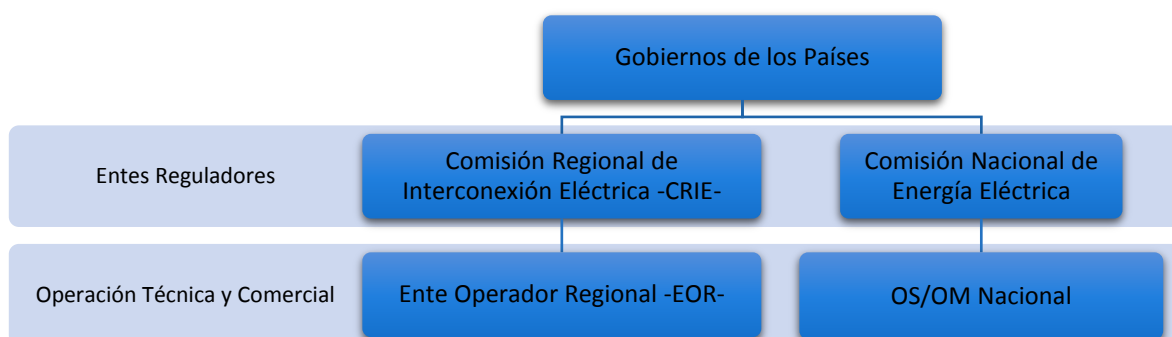 Gobiernos de los Países
Entes Reguladores
Comisión Regional de
Interconexión Eléctrica -CRIE-
Comisión Nacional de
Energía Eléctrica
Operación Técnica y Comercial
Ente Operador Regional -EOR-
OS/OM Nacional